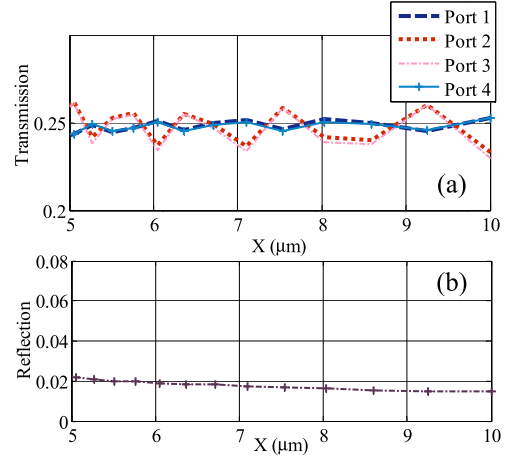 Port 1
Port 2
Port 3
Port 4
Transmission
0.25
0.2
(a)
5 6 7 8 9 10
X (μm)
Reflection
0.08
0.06
0.04
0.02
0
(b)
5 6 7 8 9 10
X (μm)